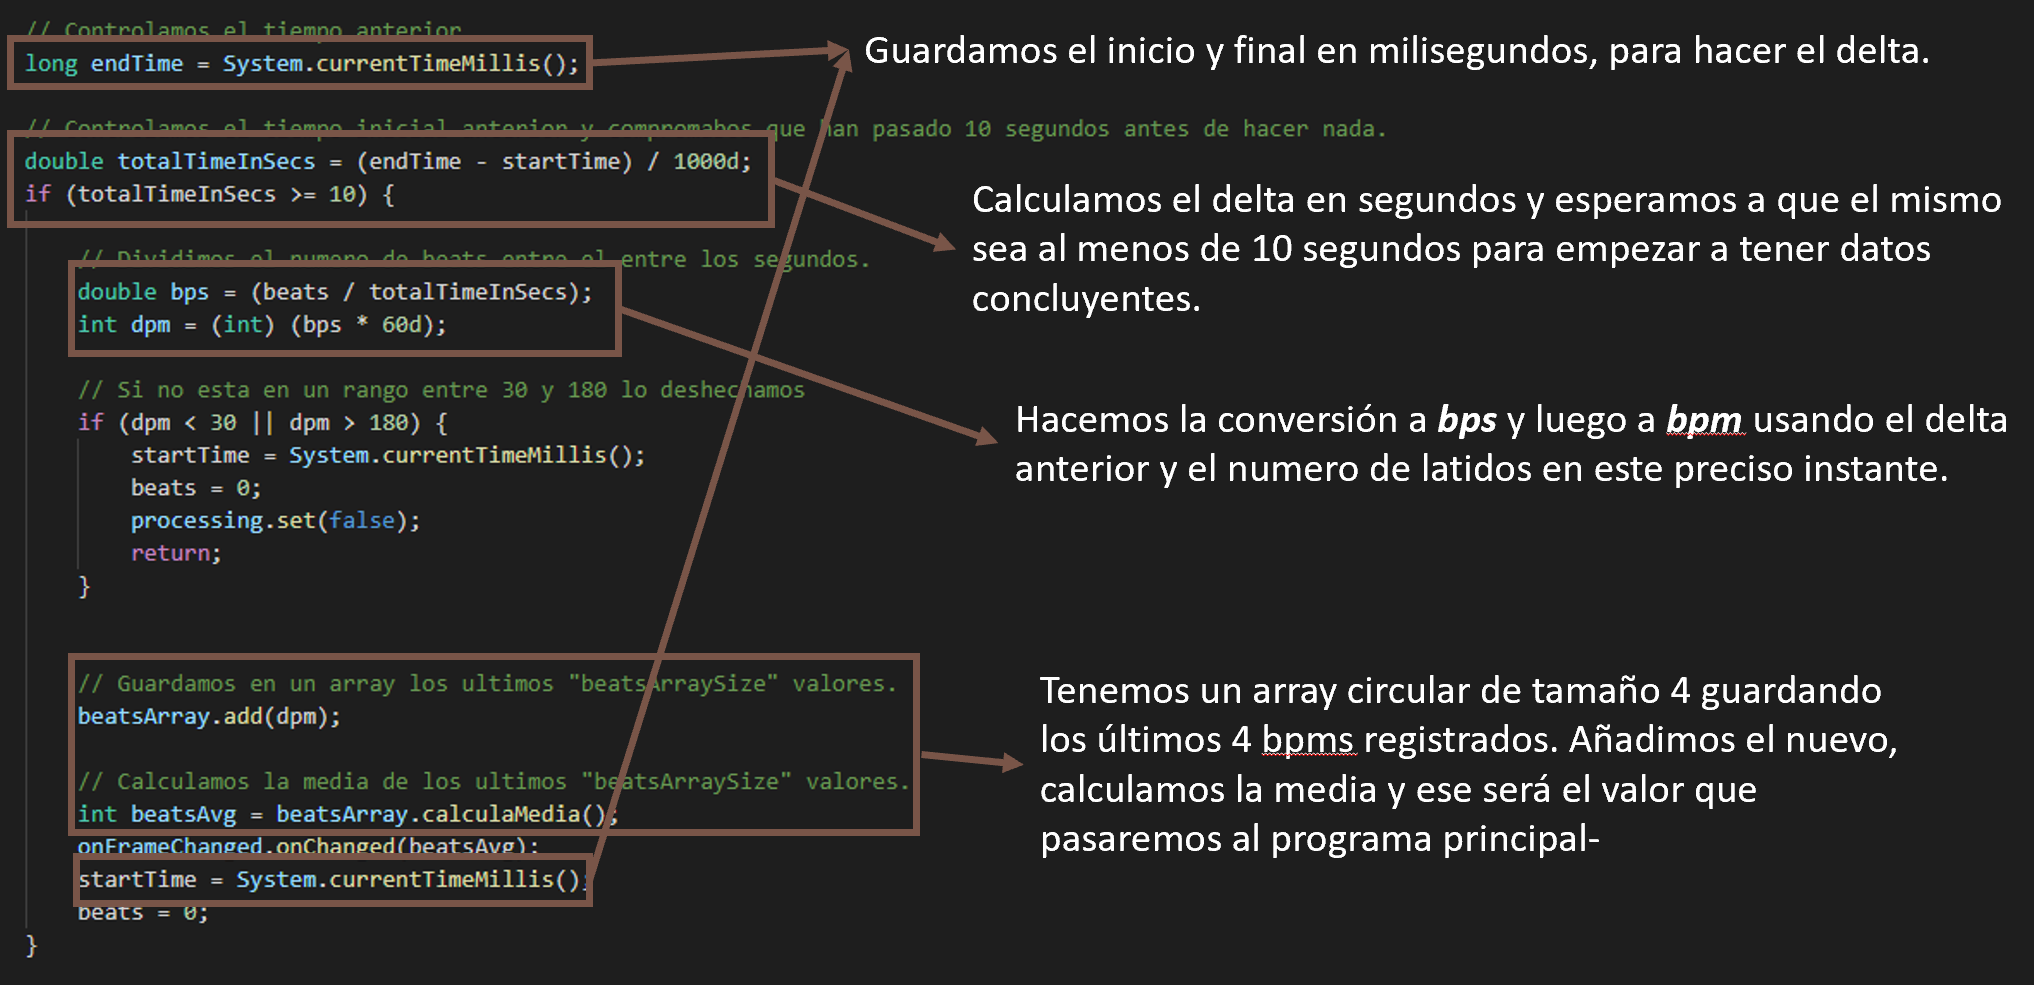 // Controlamos el tiempo anterior
long endTime = System.currentTimeMillis();
Guardamos el inicio y final en milisegundos, para hacer el delta.
// Controlamos el tiempo inicial anterior y compromabos que han pasado 10 segundos antes de hacer nada.
double totalTimeInSecs = (endTime - startTime) / 1000d;
if (totalTimeInSecs >= 10) {
Calculamos el delta en segundos y esperamos a que el mismo
sea al menos de 10 segundos para empezar a tener datos
concluyentes.
// Dividimos el numero de beats entre el entre los segundos.
double bps = (beats / totalTimeInSecs);
int dpm = (int) (bps * 60d);
Hacemos la conversión a bps y luego a bpm usando el delta
anterior y el numero de latidos en este preciso instante.
// Si no esta en un rango entre 30 y 180 lo deshechamos
if (dpm < 30 || dpm > 180) {
startTime = System.currentTimeMillis();
beats = 0;
processing.set(false);
return;
}
// Guardamos en un array los ultimos "beatsArraySize" valores.
beatsArray.add(dpm);
// Calculamos la media de los ultimos "beatsArraySize" valores.
int beatsAvg = beatsArray.calculaMedia();
Tenemos un array circular de tamaño 4 guardando
los últimos 4 bpms registrados. Añadimos el nuevo,
calculamos la media y ese será el valor que
pasaremos al programa principal-
onFrameChanged.onChanged(beatsAvg);
startTime = System.currentTimeMillis();
beats = 0;
}